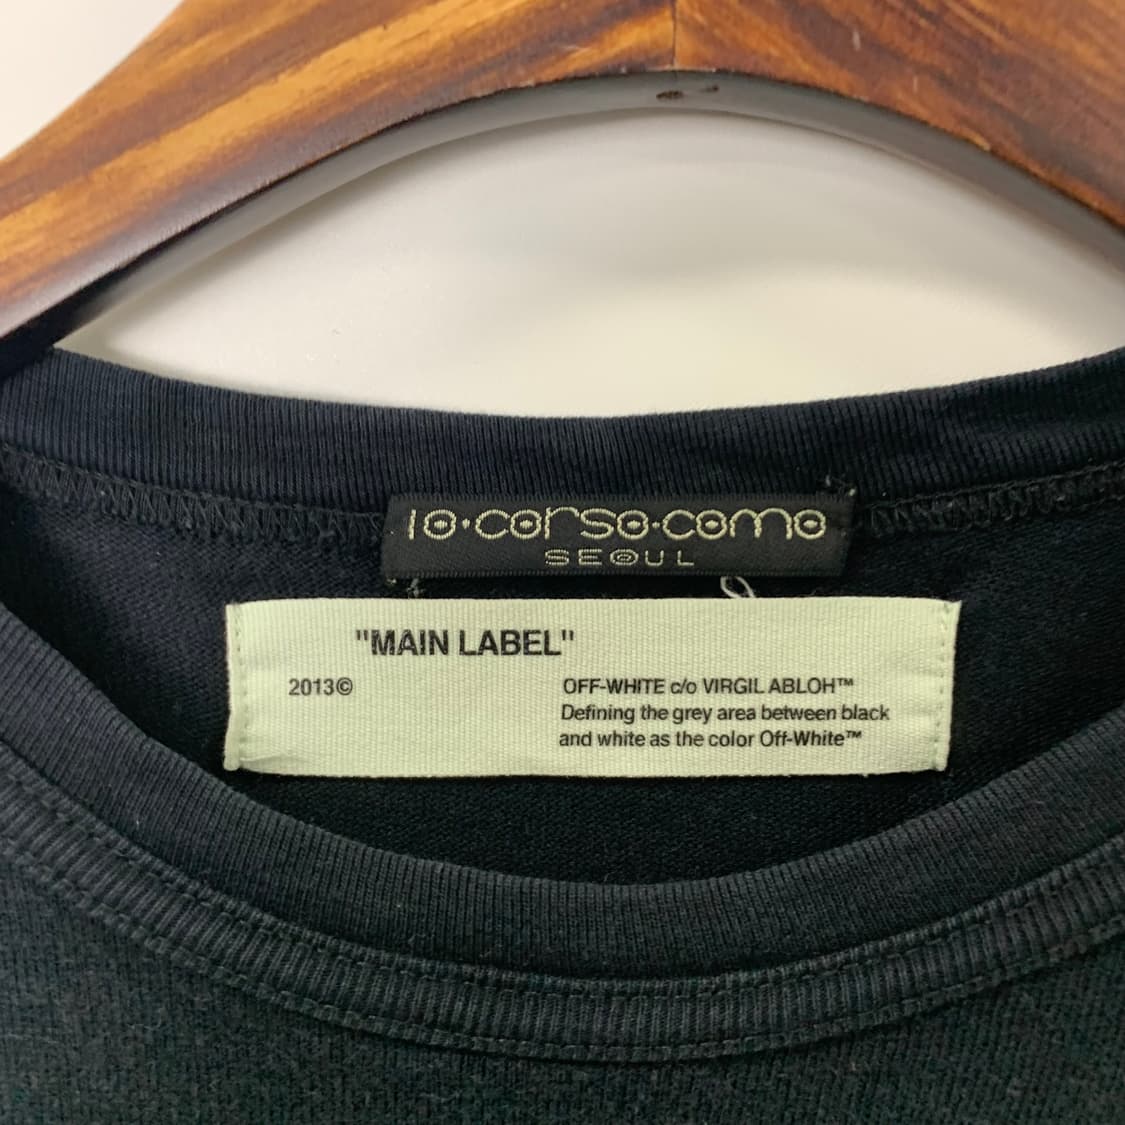 10·corso·como
SEOUL
"MAIN LABEL"
2013© OFF-WHITE c/o VIRGIL ABLOH™
Defining the grey area between black
and white as the color Off-White™